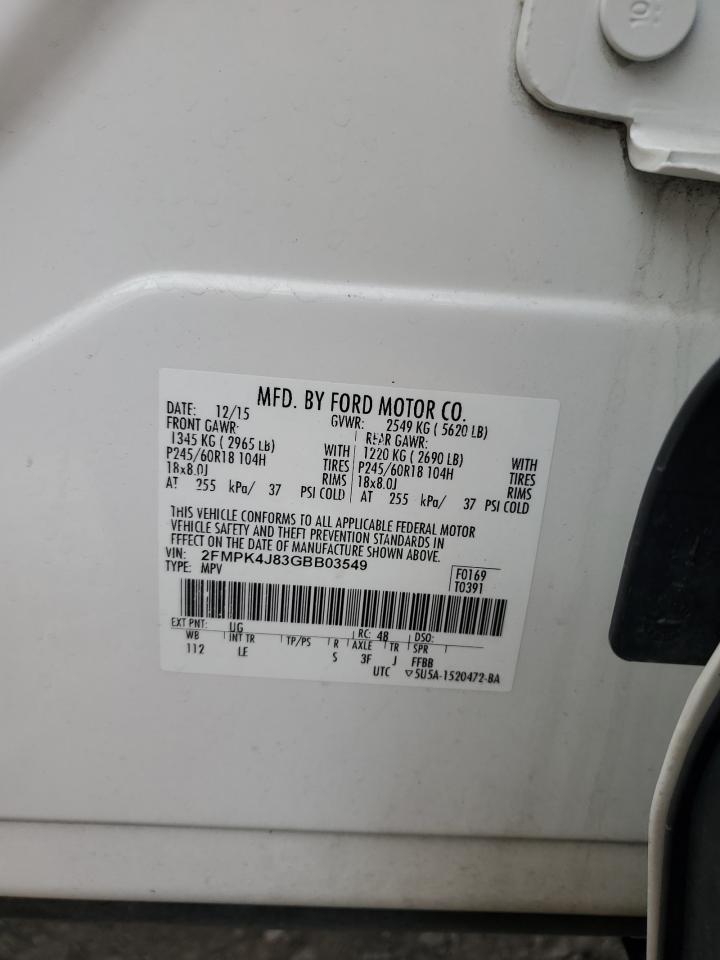 10
MFD. BY FORD MOTOR CO.
DATE: 12/15 GVWR: 2549 KG ( 5620 LB)
FRONT GAWR: REAR GAWR:
1345 KG ( 2965 LB) WITH 1220 KG ( 2690 LB) WITH
P245/60R18 104H TIRES P245/60R18 104H TIRES
18x8.0J RIMS 18x8.0J RIMS
AT 255 kPa/ 37 PSI COLD AT 255 kPa/ 37 PSI COLD
THIS VEHICLE CONFORMS TO ALL APPLICABLE FEDERAL MOTOR
VEHICLE SAFETY AND THEFT PREVENTION STANDARDS IN
EFFECT ON THE DATE OF MANUFACTURE SHOWN ABOVE.
VIN: 2FMPK4J83GBB03549 F0169
TYPE: MPV T0391
EXT PNT: UG RC: 48 DSO:
WB INT TR TP/PS R AXLE TR SPR
112 LE S 3F J FFBB
UTC ▽5U5A-1520472-BA